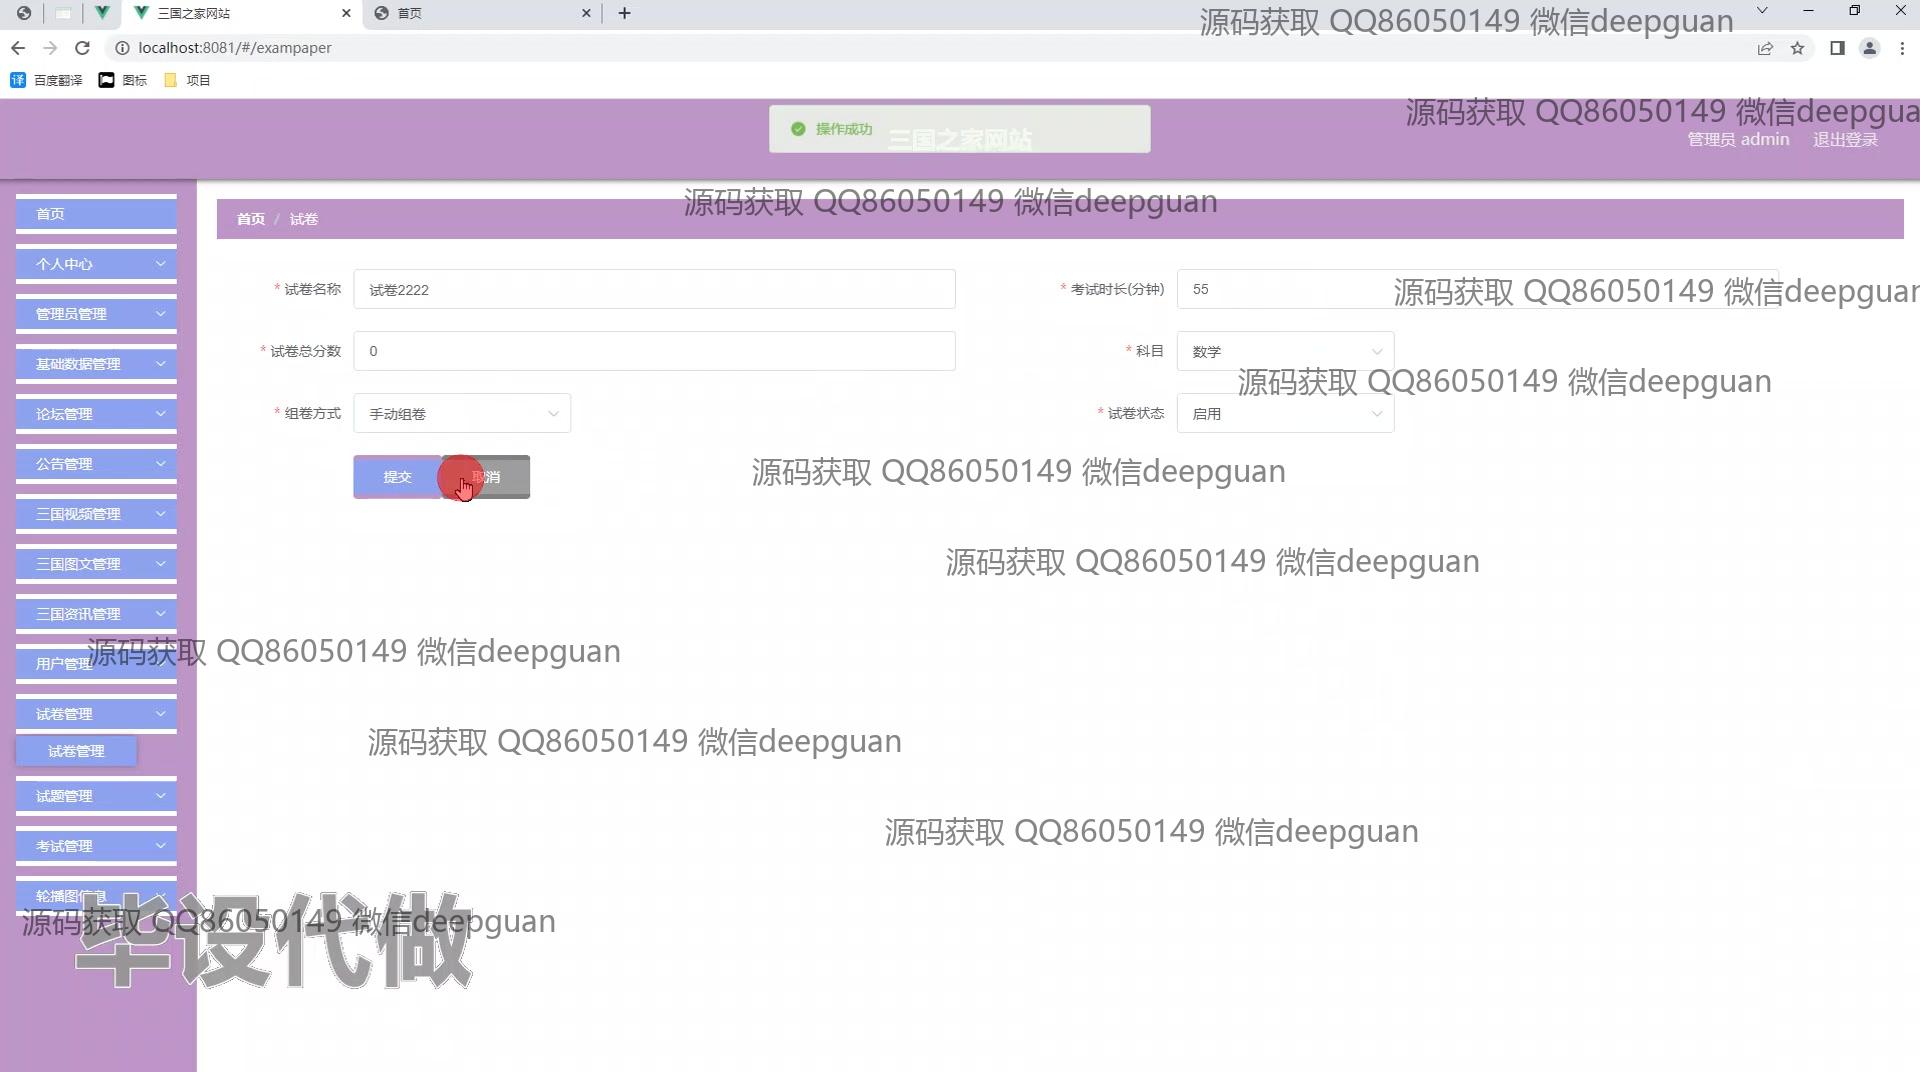 三国之家网站
首页
源码获取 QQ86050149 微信deepguan
localhost:8081/#/exampaper
译 百度翻译 图标 项目
源码获取 QQ86050149 微信deepgua
操作成功
三国之家网站
管理员 admin 退出登录
源码获取 QQ86050149 微信deepguan
首页 / 试卷
首页
个人中心
管理员管理
基础数据管理
论坛管理
公告管理
三国视频管理
三国图文管理
三国资讯管理
用户管理
试卷管理
试卷管理
试题管理
考试管理
轮播图信息
* 试卷名称 试卷2222
* 考试时长(分钟) 55
源码获取 QQ86050149 微信deepguan
* 试卷总分数 0
* 科目 数学
源码获取 QQ86050149 微信deepguan
* 组卷方式 手动组卷
* 试卷状态 启用
提交 取消
源码获取 QQ86050149 微信deepguan
源码获取 QQ86050149 微信deepguan
源码获取 QQ86050149 微信deepguan
源码获取 QQ86050149 微信deepguan
源码获取 QQ86050149 微信deepguan
源码获取 QQ86050149 微信deepguan
毕设代做